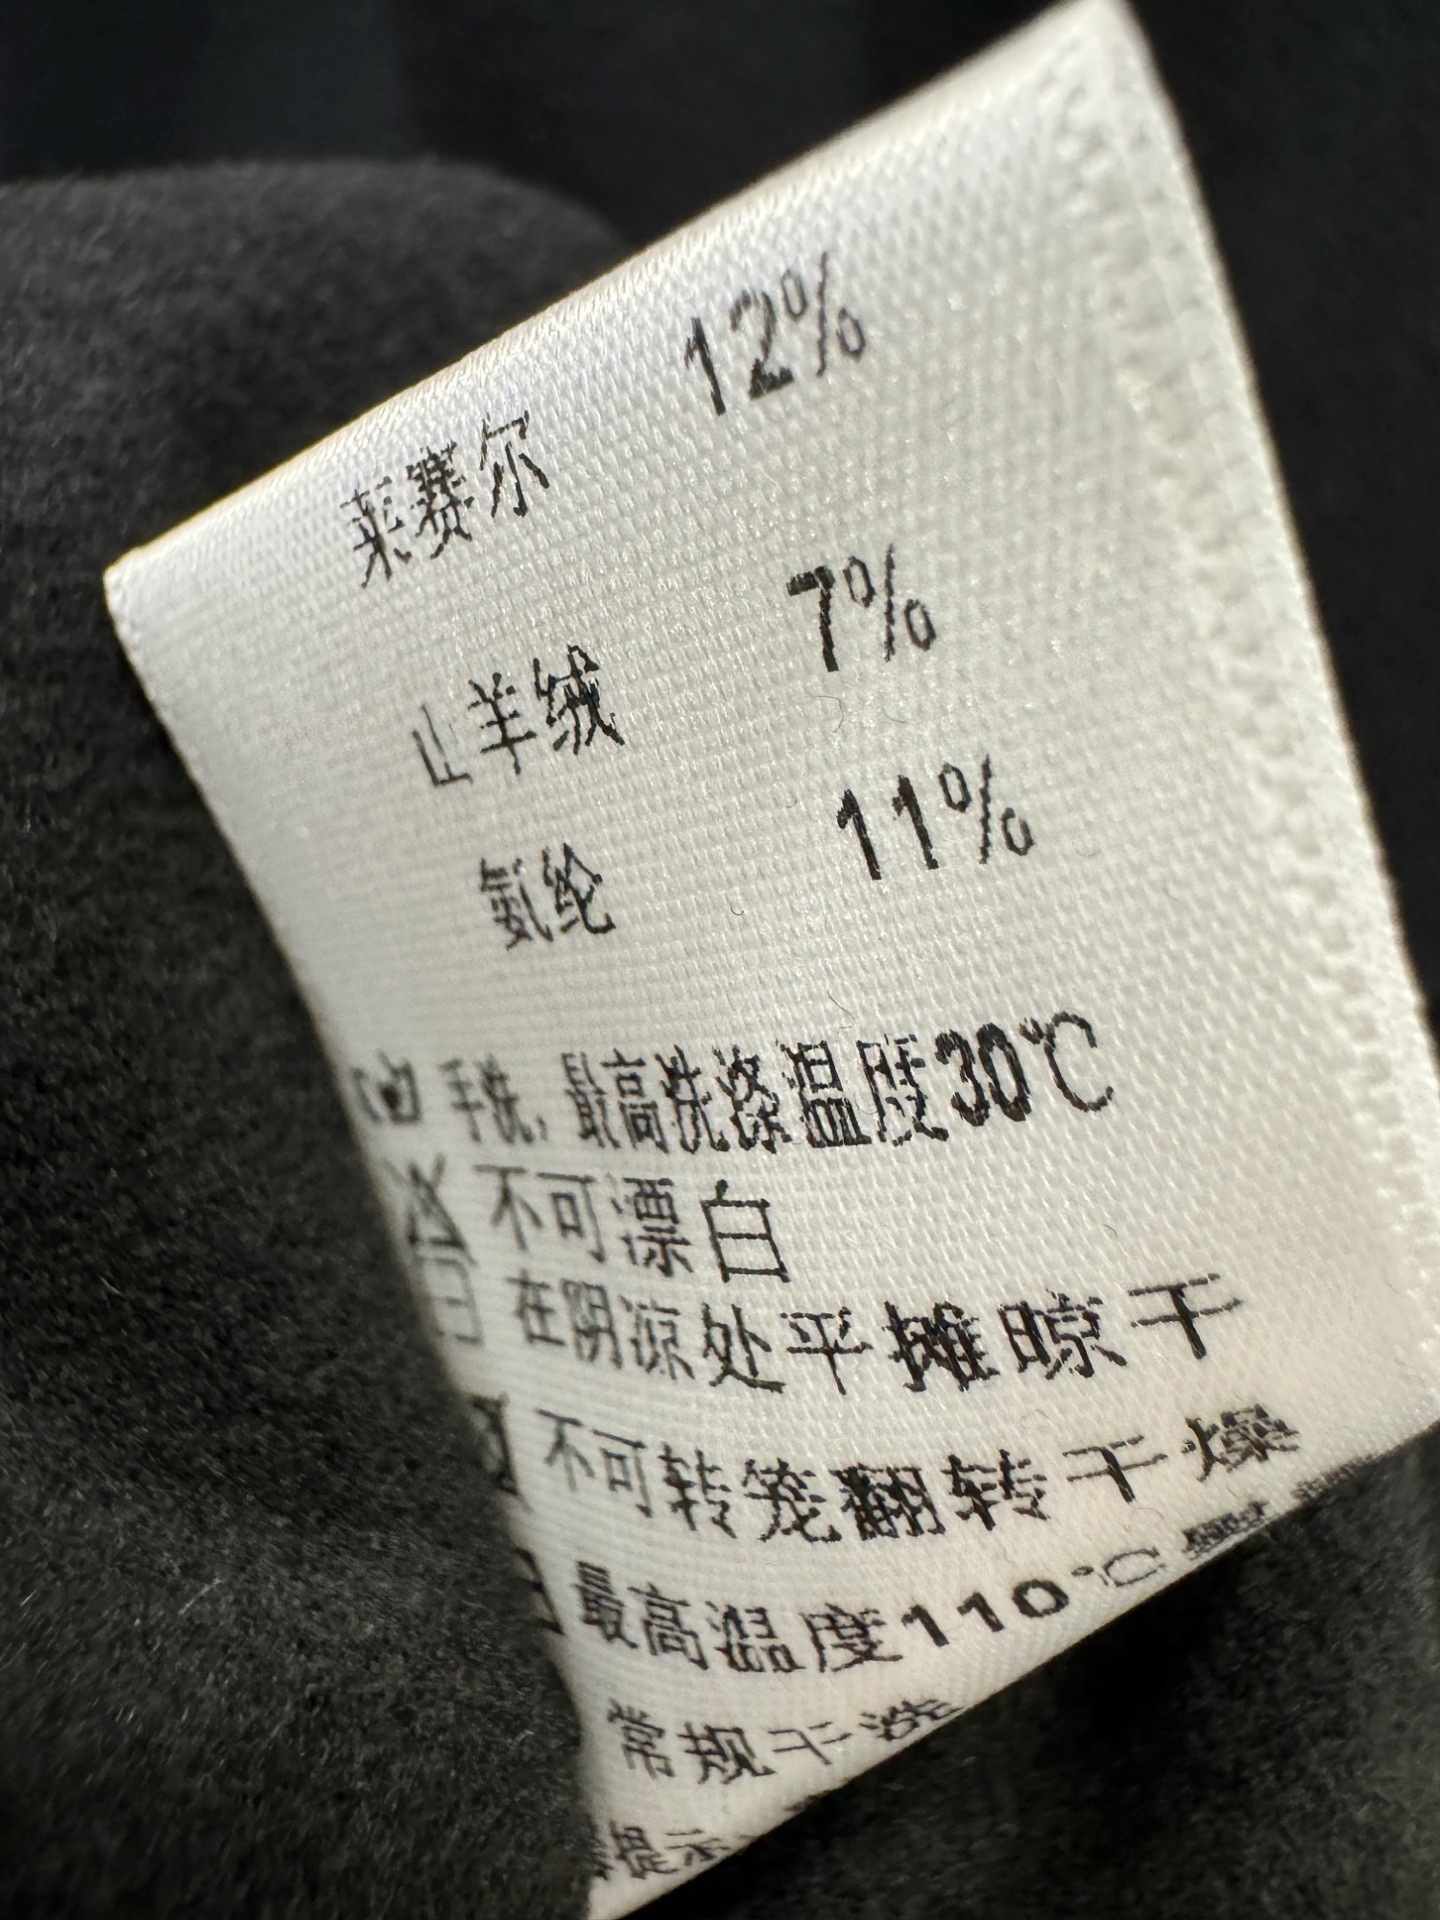 莱赛尔 12%
山羊绒 7%
氨纶 11%
手洗,最高洗涤温度30℃
不可漂白
在阴凉处平摊晾干
不可转笼翻转干燥
最高温度110℃
常规干洗
提示